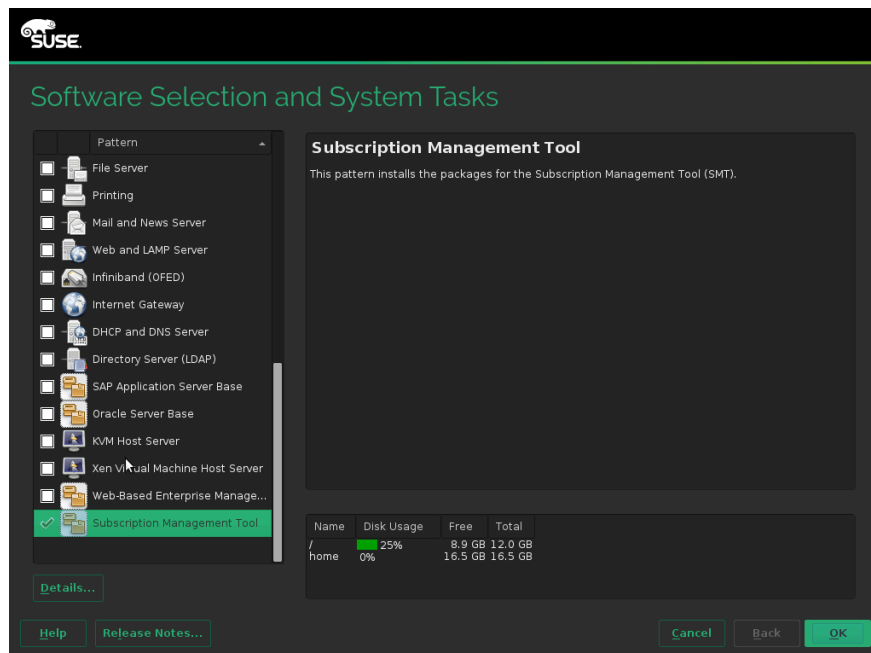 SUSE.
Software Selection and System Tasks
Pattern
File Server
Printing
Mail and News Server
Web and LAMP Server
Infiniband (OFED)
Internet Gateway
DHCP and DNS Server
Directory Server (LDAP)
SAP Application Server Base
Oracle Server Base
KVM Host Server
Xen Virtual Machine Host Server
Web-Based Enterprise Manage...
Subscription Management Tool
Details...
Subscription Management Tool
This pattern installs the packages for the Subscription Management Tool (SMT).
Name Disk Usage Free Total
/ 25% 8.9 GB 12.0 GB
home 0% 16.5 GB 16.5 GB
Help Release Notes... Cancel Back OK